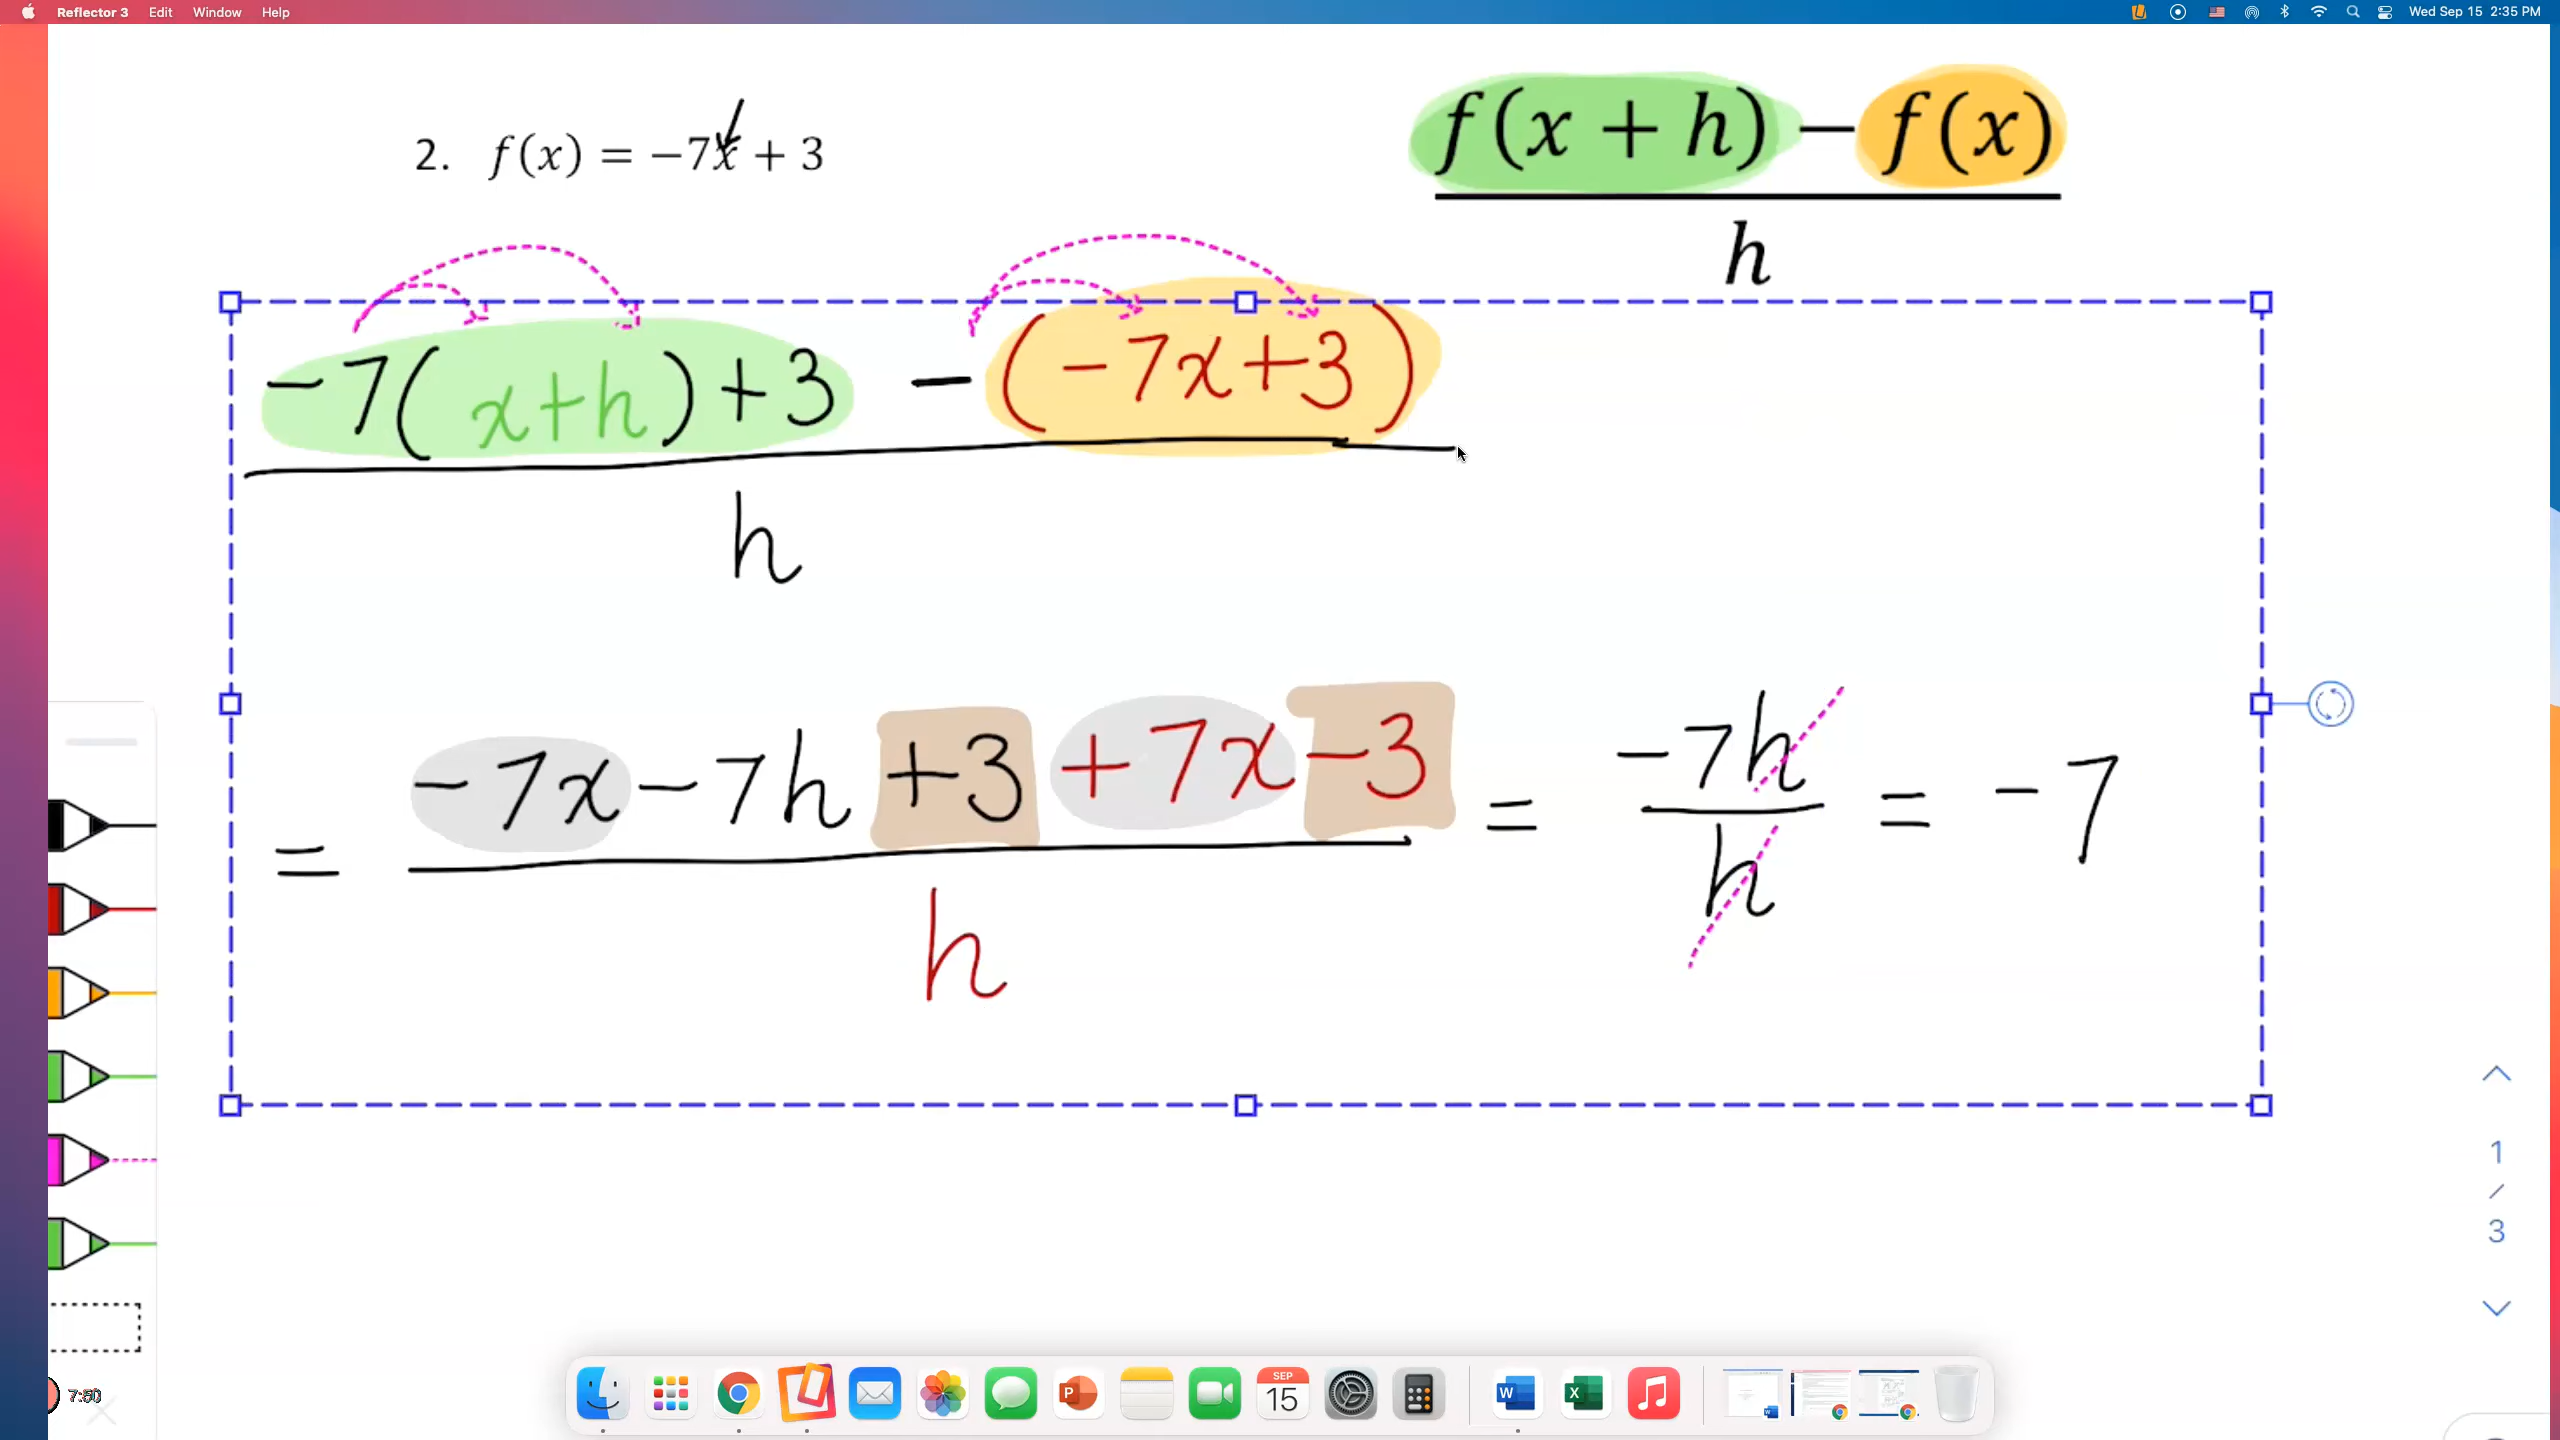 Reflector 3 Edit Window Help Wed Sep 15 2:35 PM
2. f(x) = −7x + 3
f(x + h) − f(x)
h
-7(x+h)+3 -(-7x+3)
h
= -7x-7h+3+7x-3 = -7h = -7
h h
1
/
3
7:50
SEP
15
P
W X